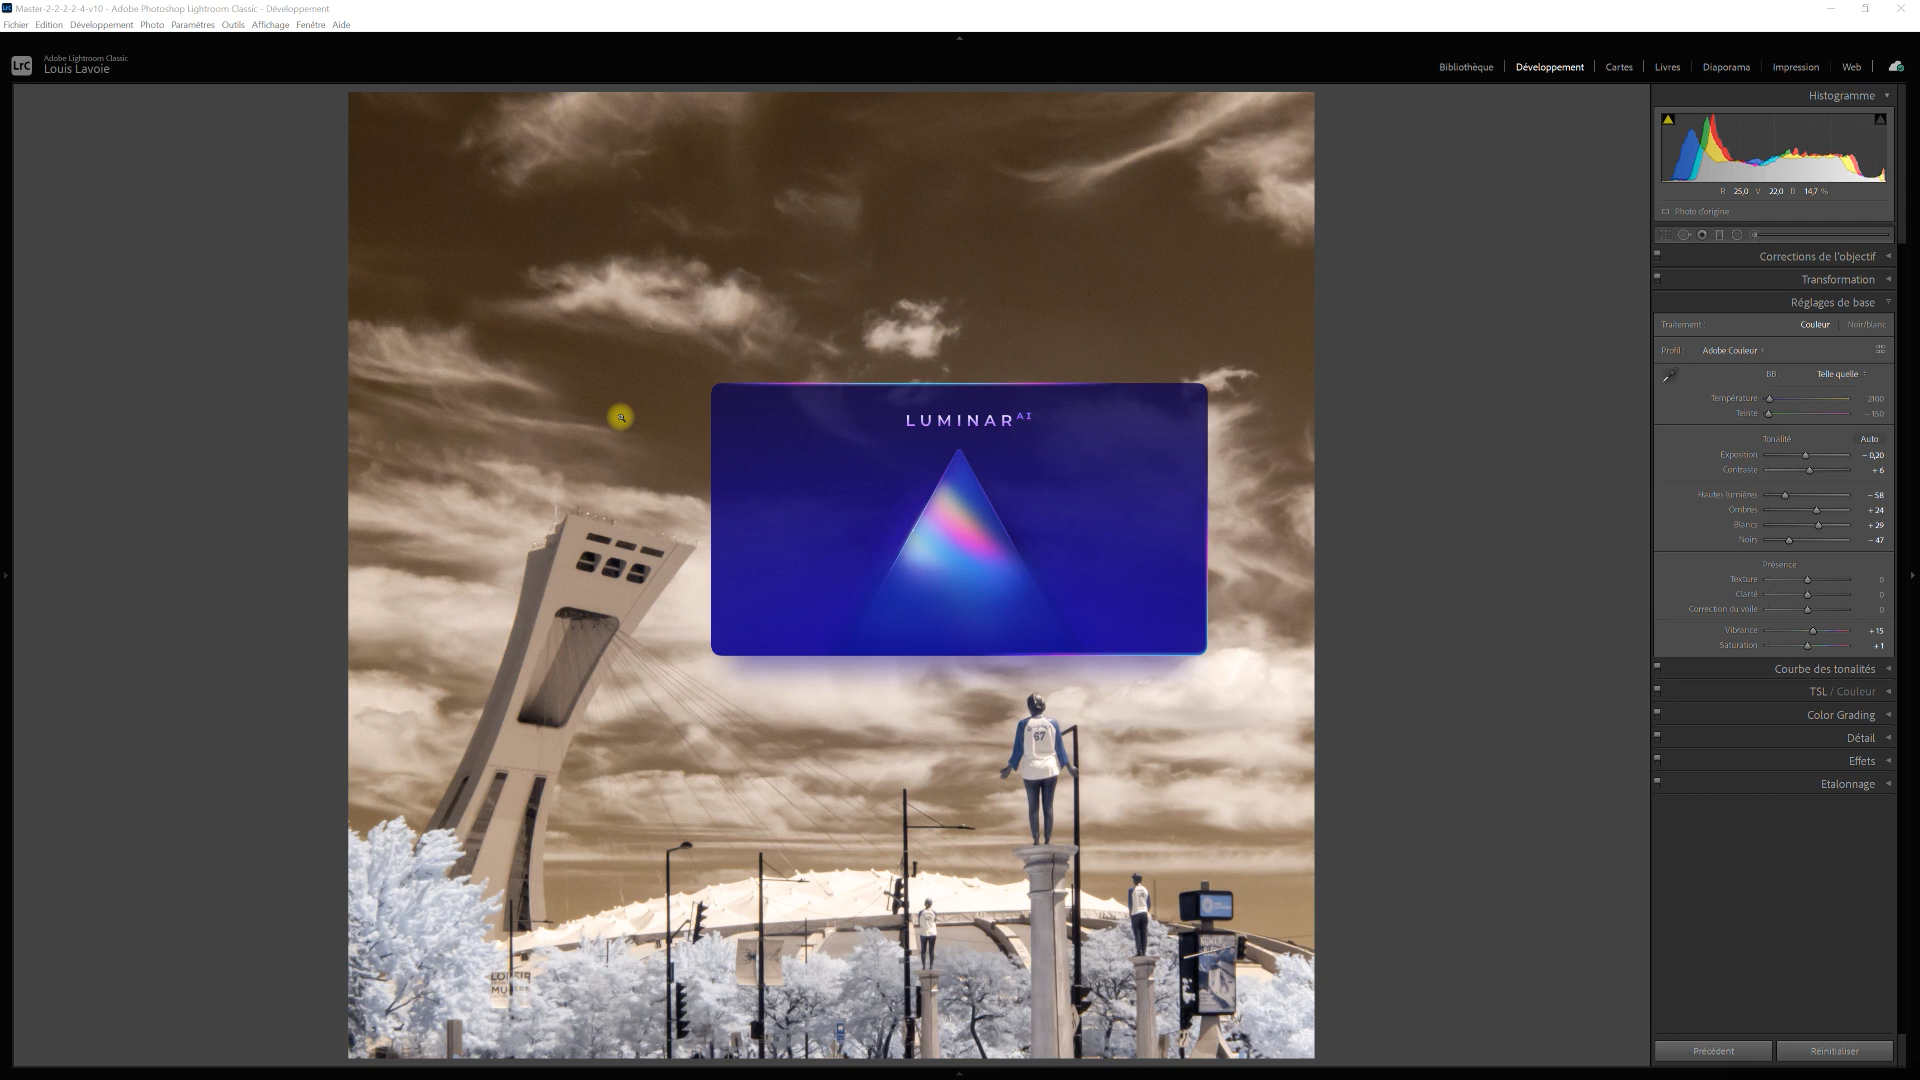 Master-2-2-2-2-4-v10 - Adobe Photoshop Lightroom Classic - Développement
Fichier Edition Développement Photo Paramètres Outils Affichage Fenêtre Aide
LrC
Adobe Lightroom Classic
Louis Lavoie
Bibliothèque | Développement | Cartes | Livres | Diaporama | Impression | Web
Histogramme
R 25,0 V 22,0 B 14,7 %
Photo d'origine
Corrections de l'objectif
Transformation
Réglages de base
Traitement : Couleur Noir/blanc
Profil : Adobe Couleur
BB : Telle quelle
Température 2100
Teinte - 150
Tonalité Auto
Exposition - 0,20
Contraste + 6
Hautes lumières - 58
Ombres + 24
Blancs + 29
Noirs - 47
Présence
Texture 0
Clarté 0
Correction du voile 0
Vibrance + 15
Saturation + 1
Courbe des tonalités
TSL / Couleur
Color Grading
Détail
Effets
Etalonnage
Précédent Réinitialiser
LUMINAR AI
67